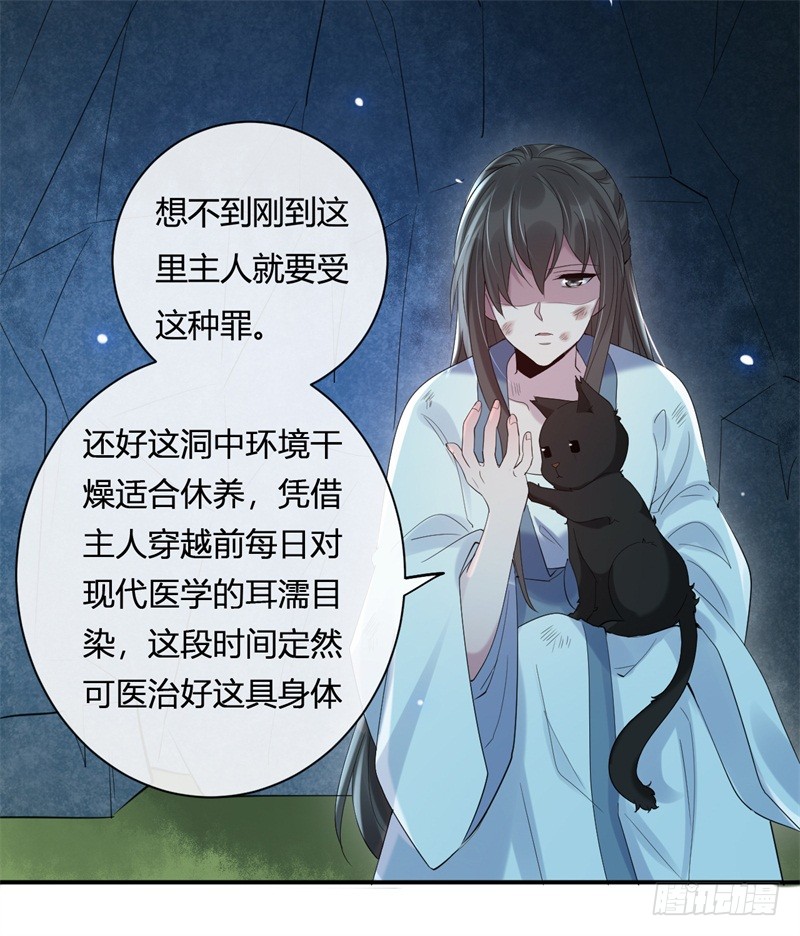 想不到刚到这
里主人就要受
这种罪。
还好这洞中环境干
燥适合休养，凭借
主人穿越前每日对
现代医学的耳濡目
染，这段时间定然
可医治好这具身体
腾讯动漫